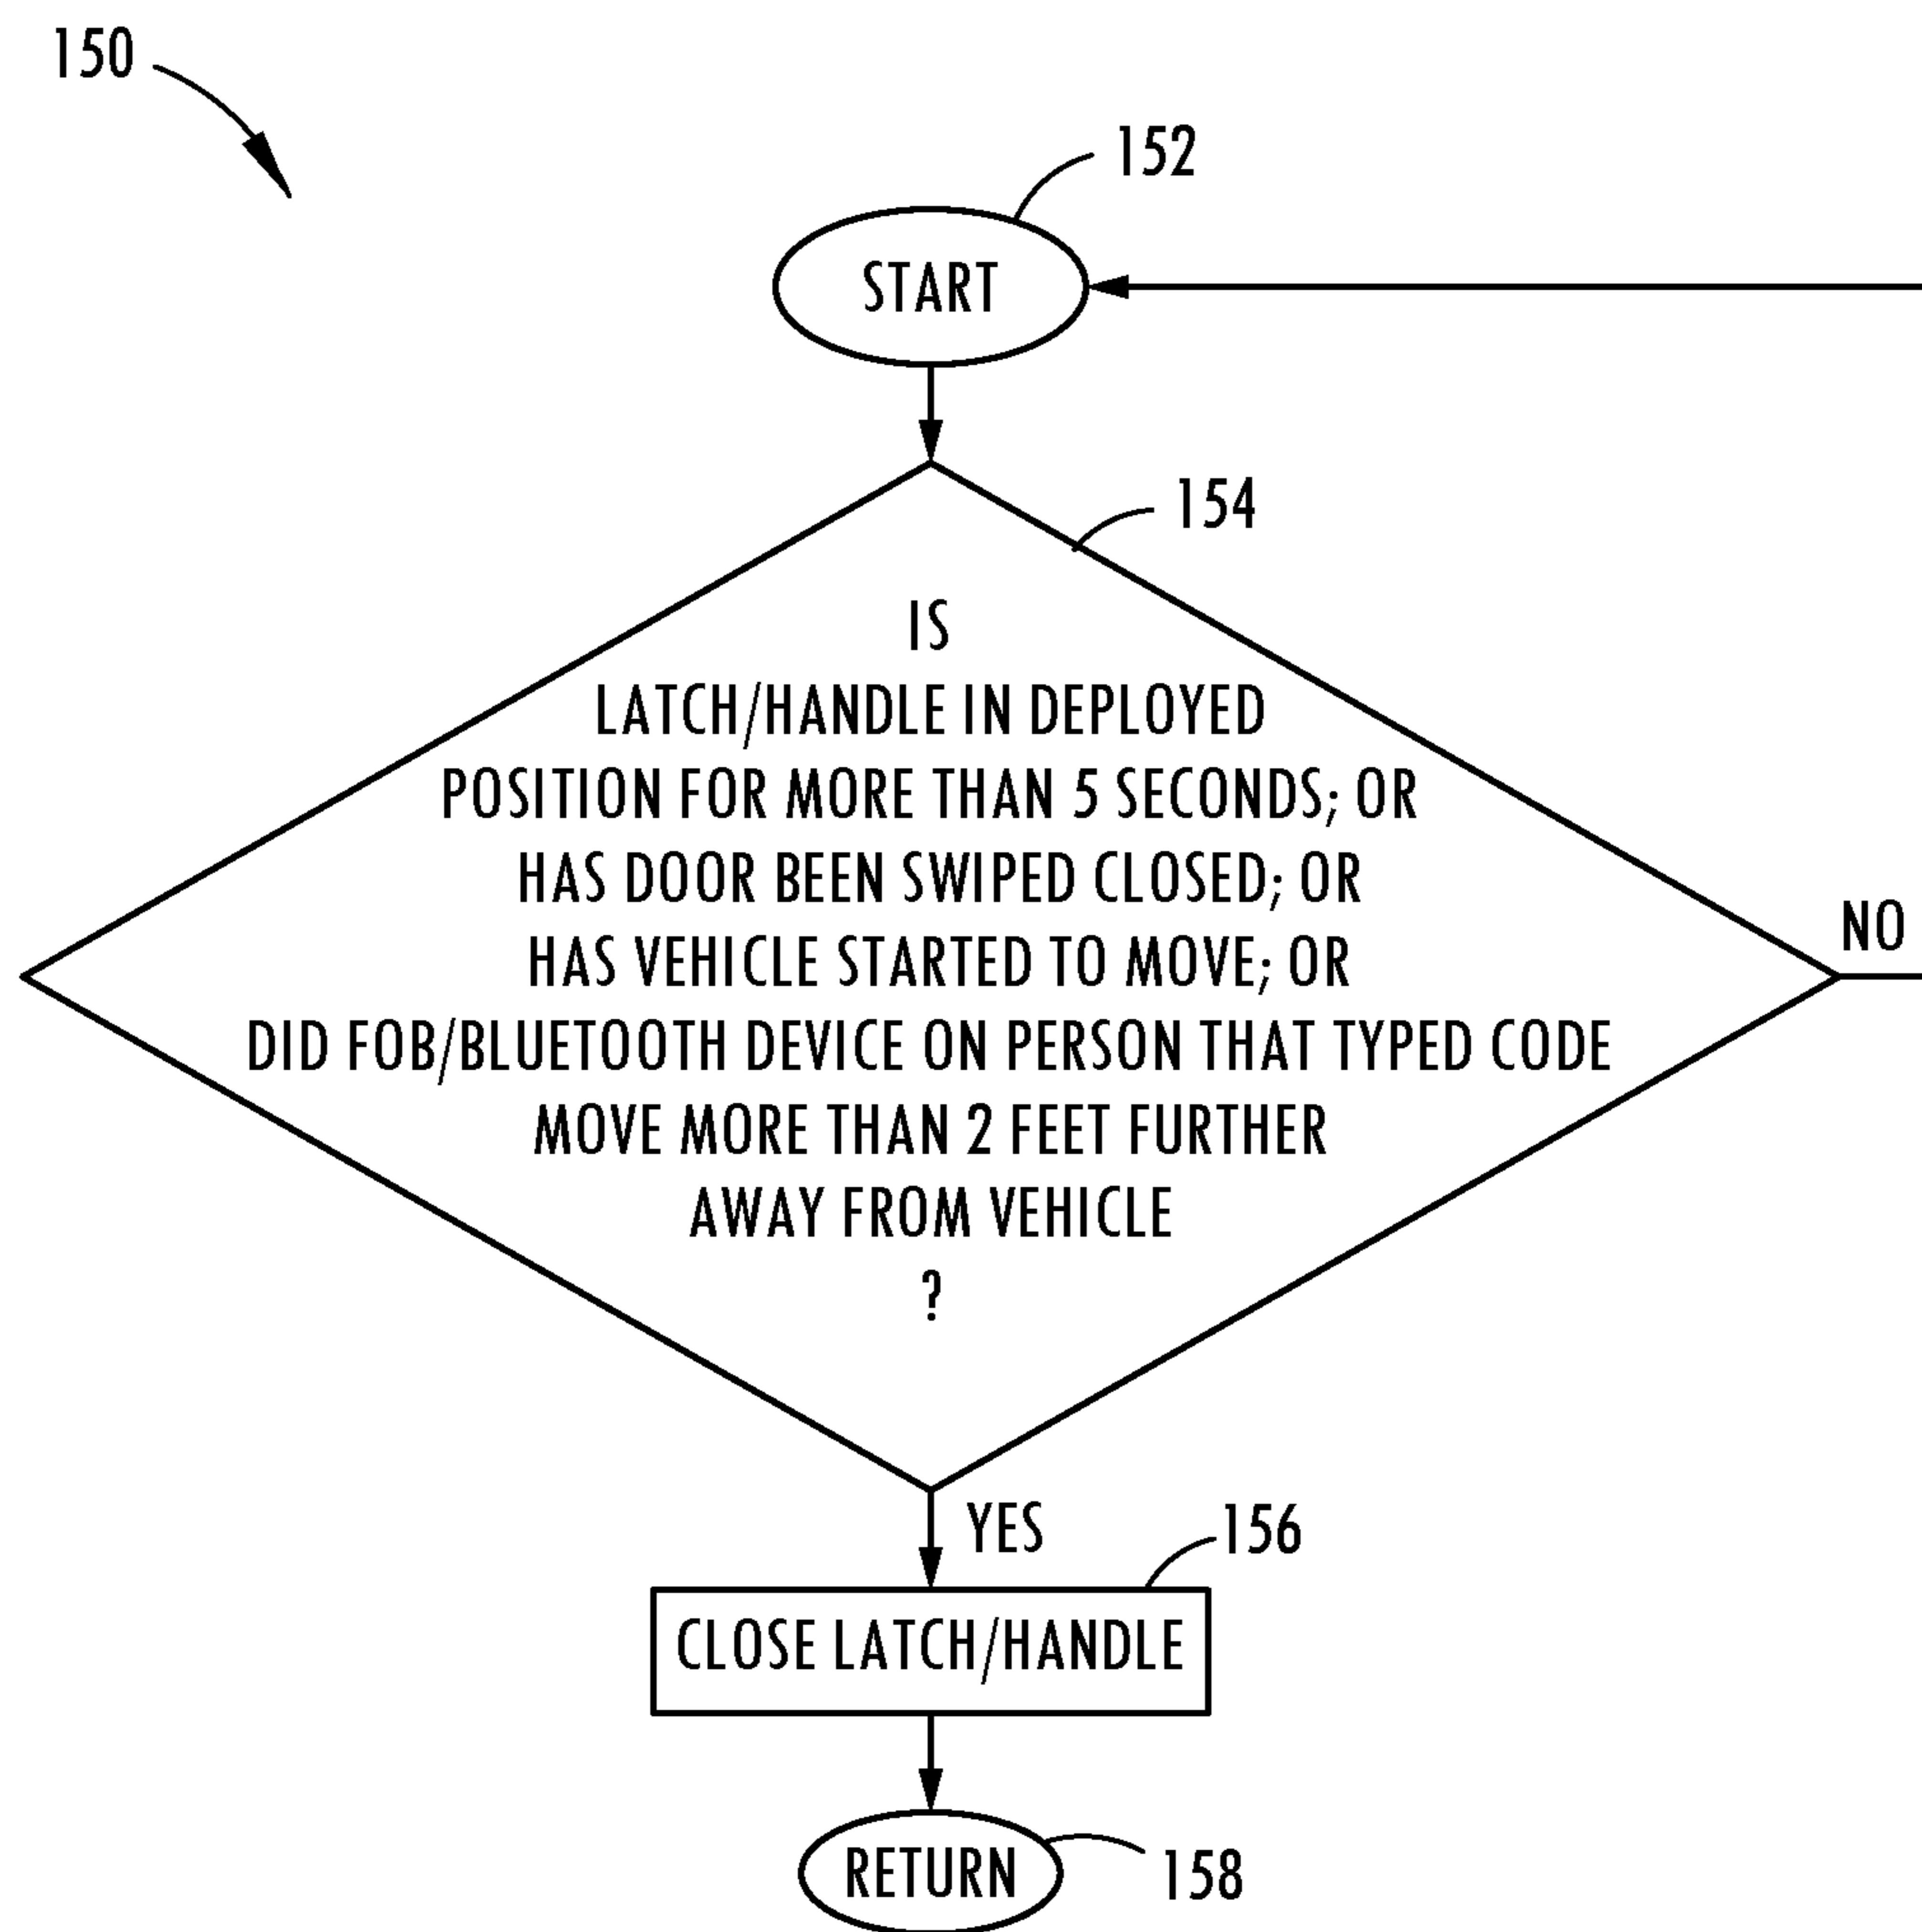 150
152
START
154
IS
LATCH/HANDLE IN DEPLOYED
POSITION FOR MORE THAN 5 SECONDS; OR
HAS DOOR BEEN SWIPED CLOSED; OR
HAS VEHICLE STARTED TO MOVE; OR
DID FOB/BLUETOOTH DEVICE ON PERSON THAT TYPED CODE
MOVE MORE THAN 2 FEET FURTHER
AWAY FROM VEHICLE
?
NO
YES
156
CLOSE LATCH/HANDLE
RETURN
158